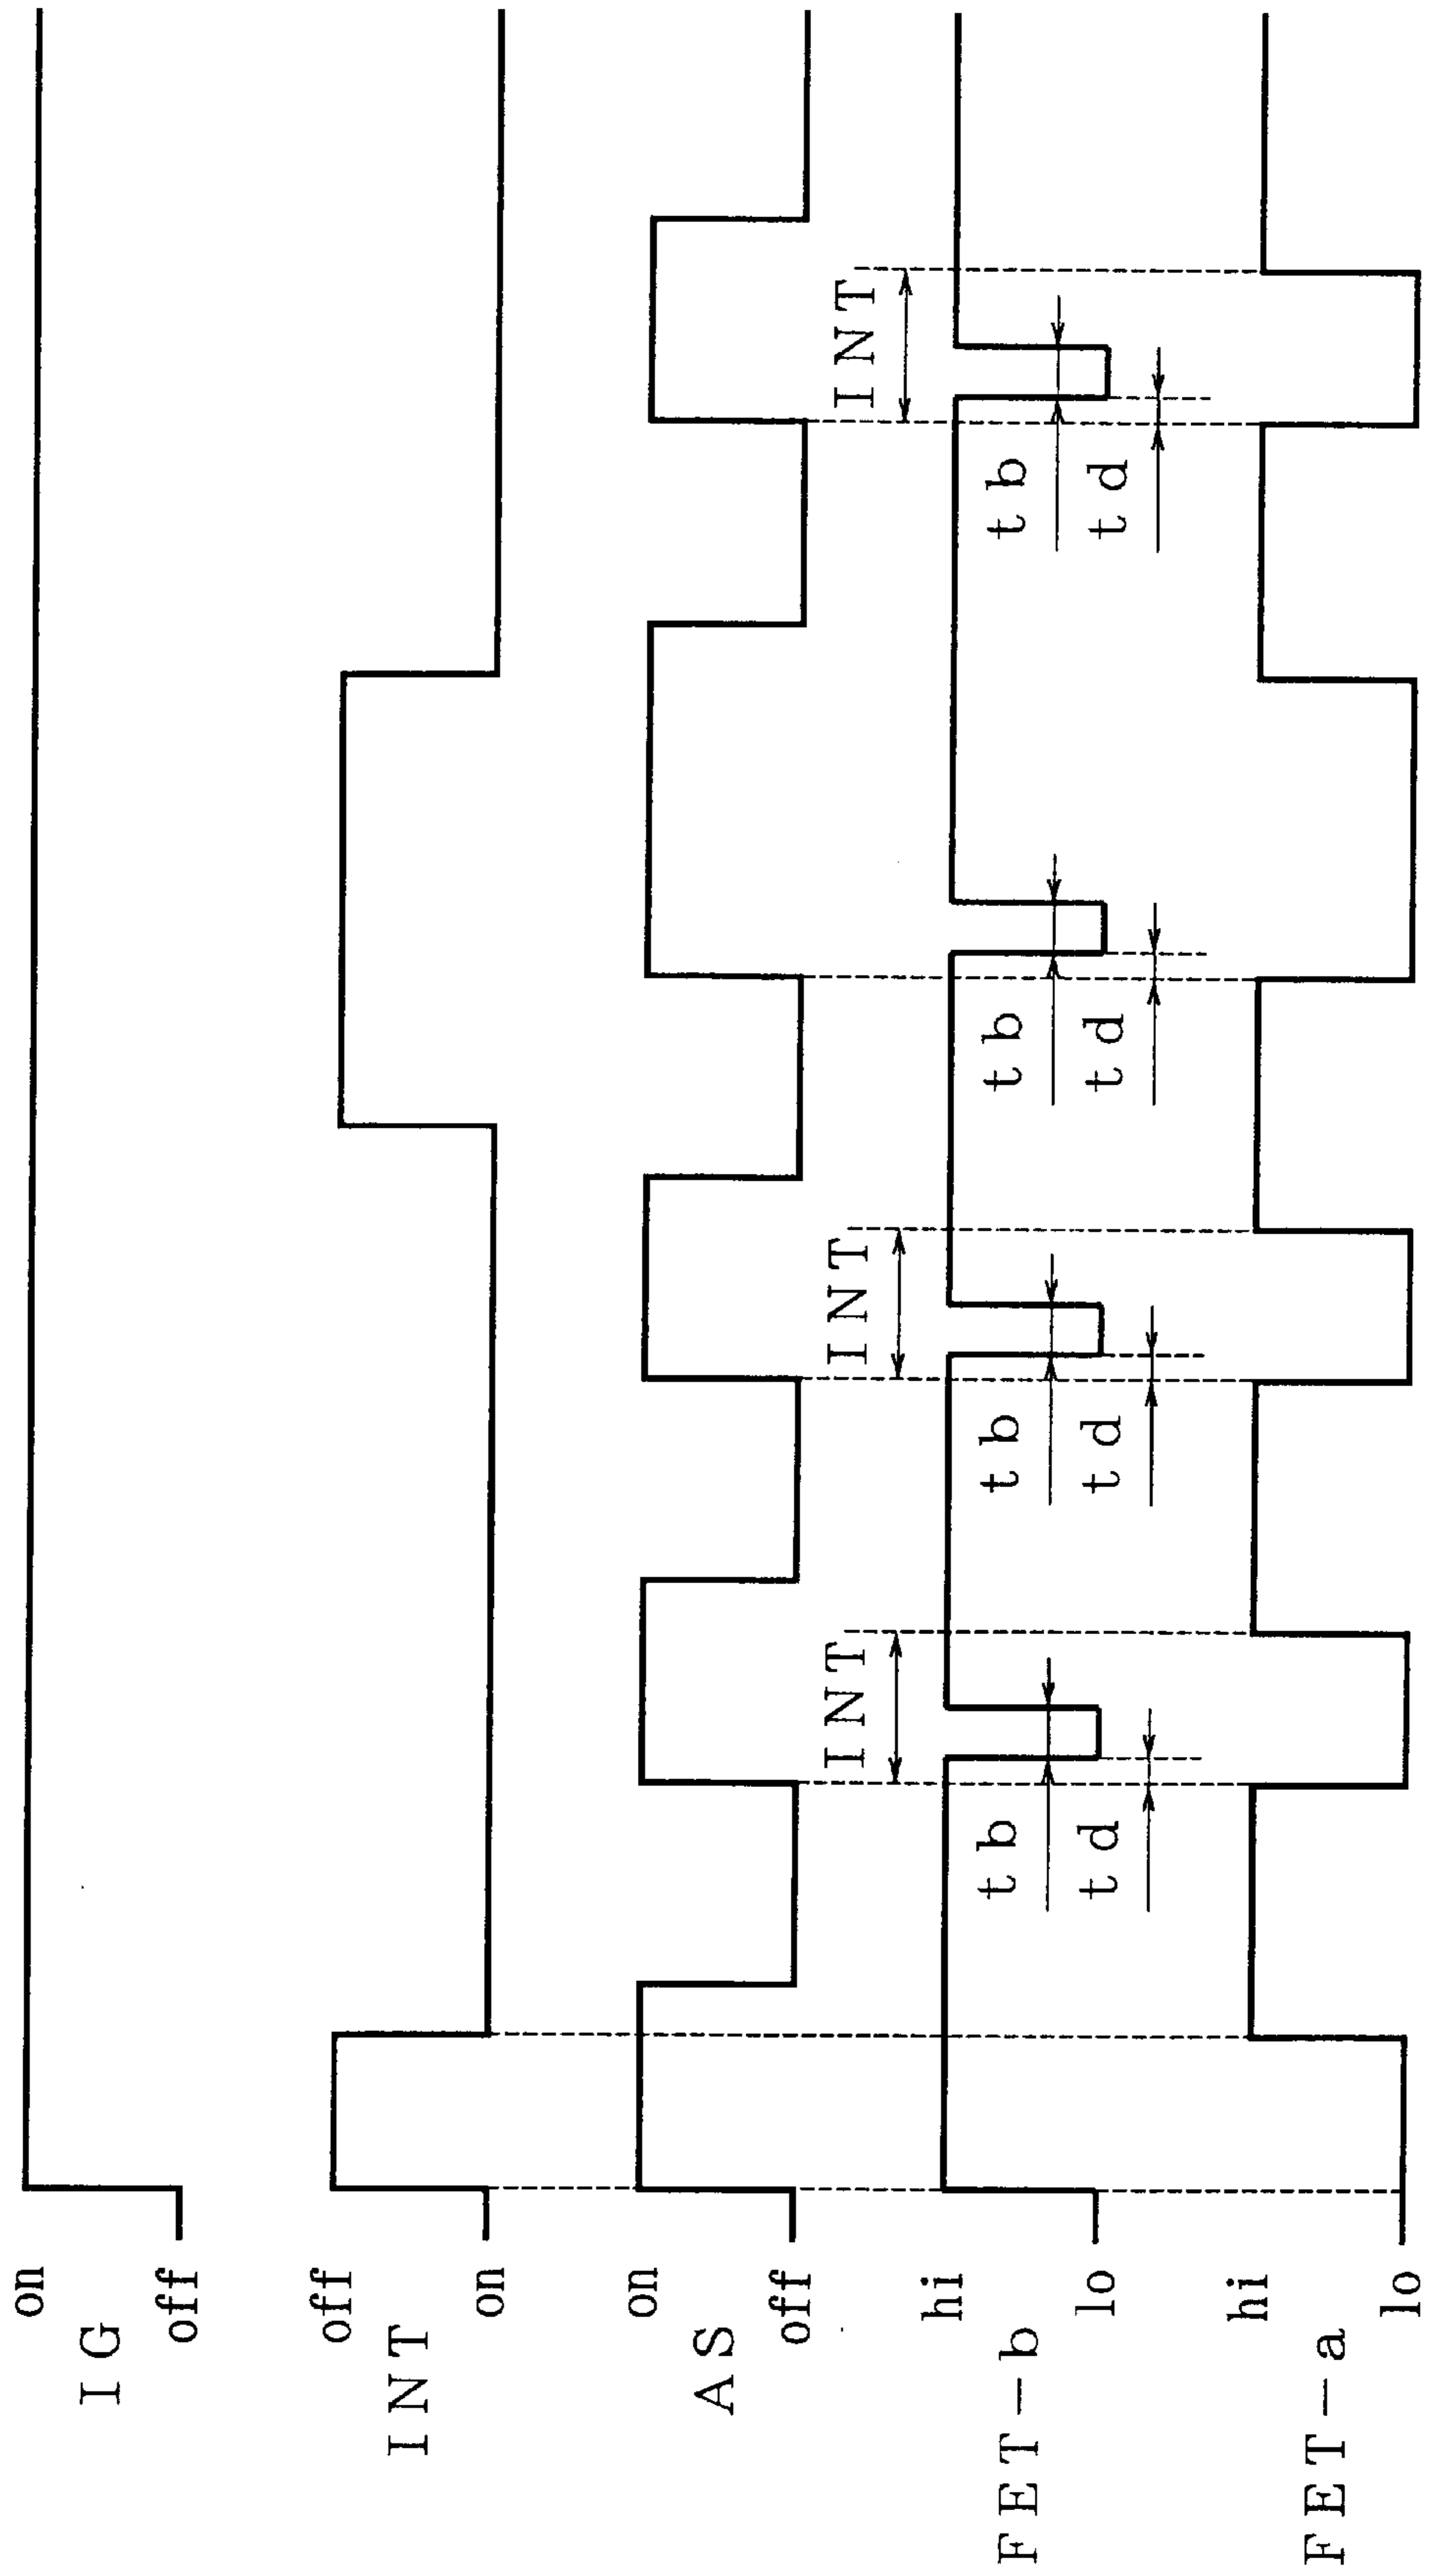 IG
on
off
INT
off
on
AS
on
off
INT
INT
INT
FET-b
hi
lo
tb
tb
tb
tb
td
td
td
td
FET-a
hi
lo